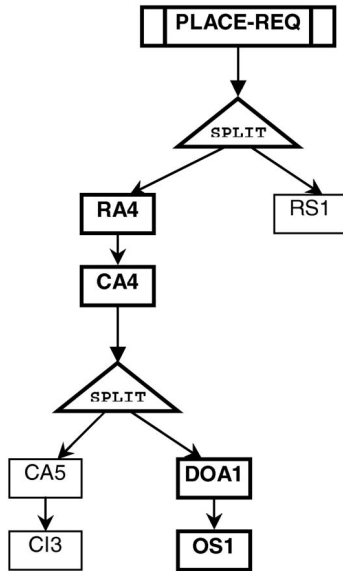 PLACE-REQ
SPLIT
RA4
RS1
CA4
SPLIT
CA5
DOA1
CI3
OS1